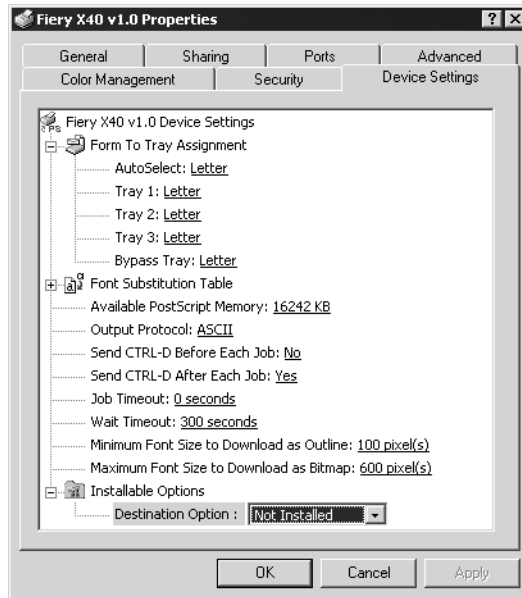 Fiery X40 v1.0 Properties
General Sharing Ports Advanced
Color Management Security Device Settings
Fiery X40 v1.0 Device Settings
Form To Tray Assignment
AutoSelect: Letter
Tray 1: Letter
Tray 2: Letter
Tray 3: Letter
Bypass Tray: Letter
Font Substitution Table
Available PostScript Memory: 16242 KB
Output Protocol: ASCII
Send CTRL-D Before Each Job: No
Send CTRL-D After Each Job: Yes
Job Timeout: 0 seconds
Wait Timeout: 300 seconds
Minimum Font Size to Download as Outline: 100 pixel(s)
Maximum Font Size to Download as Bitmap: 600 pixel(s)
Installable Options
Destination Option : Not Installed
OK Cancel Apply